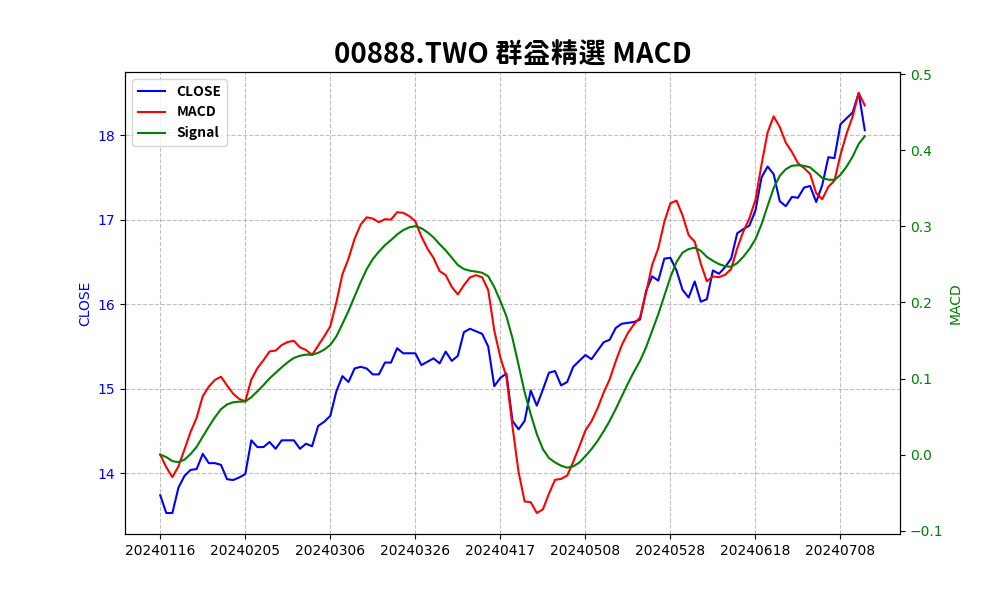 00888.TWO 群益精選 MACD
CLOSE
MACD
Signal
18
17
16
15
14
CLOSE
0.5
0.4
0.3
0.2
0.1
0.0
−0.1
MACD
20240116 20240205 20240306 20240326 20240417 20240508 20240528 20240618 20240708